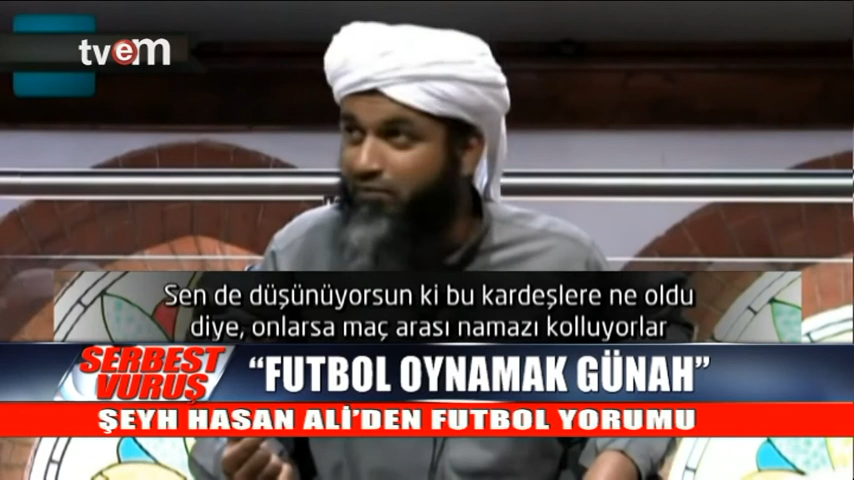 tvem
Sen de düşünüyorsun ki bu kardeşlere ne oldu
diye, onlarsa maç arası namazı kolluyorlar
SERBEST
VURUŞ
“FUTBOL OYNAMAK GÜNAH”
ŞEYH HASAN ALİ’DEN FUTBOL YORUMU